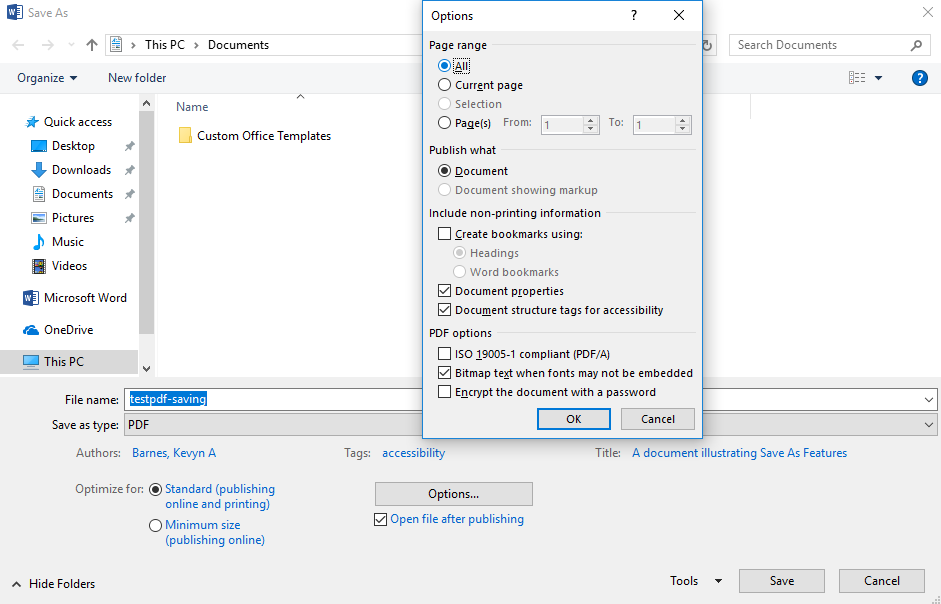 Save As
This PC > Documents
Search Documents
Organize
New folder
Name
Custom Office Templates
Quick access
Desktop
Downloads
Documents
Pictures
Music
Videos
Microsoft Word
OneDrive
This PC
Options
?
Page range
All
Current page
Selection
Page(s) From: 1 To: 1
Publish what
Document
Document showing markup
Include non-printing information
Create bookmarks using:
Headings
Word bookmarks
Document properties
Document structure tags for accessibility
PDF options
ISO 19005-1 compliant (PDF/A)
Bitmap text when fonts may not be embedded
Encrypt the document with a password
OK Cancel
File name: testpdf-saving
Save as type: PDF
Authors: Barnes, Kevyn A Tags: accessibility Title: A document illustrating Save As Features
Optimize for: Standard (publishing
online and printing)
Minimum size
(publishing online)
Options...
Open file after publishing
Hide Folders
Tools Save Cancel